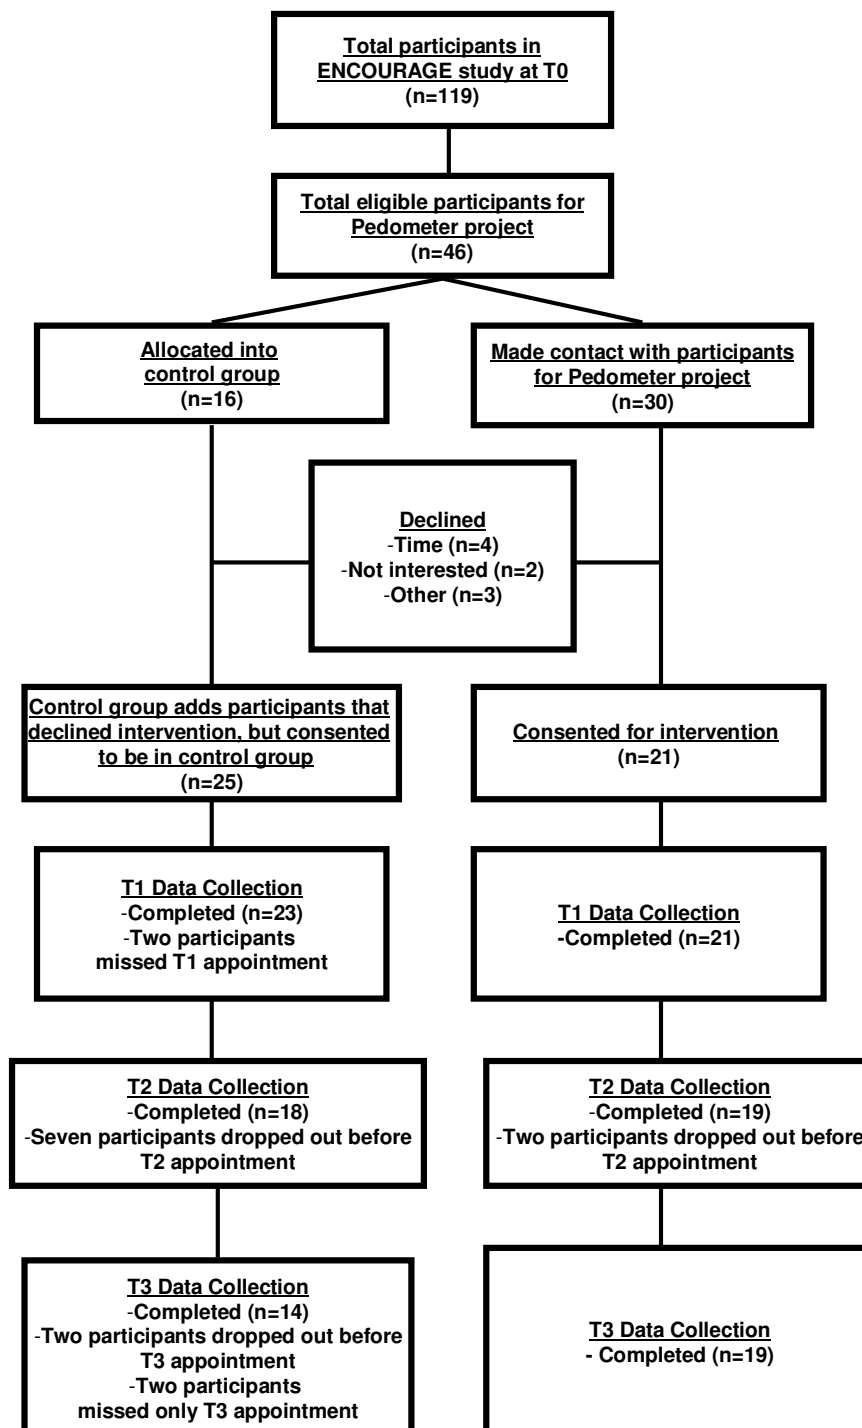 Total participants in
ENCOURAGE study at T0
(n=119)
Total eligible participants for
Pedometer project
(n=46)
Allocated into
control group
(n=16)
Made contact with participants
for Pedometer project
(n=30)
Declined
-Time (n=4)
-Not interested (n=2)
-Other (n=3)
Control group adds participants that
declined intervention, but consented
to be in control group
(n=25)
Consented for intervention
(n=21)
T1 Data Collection
-Completed (n=23)
-Two participants
missed T1 appointment
T1 Data Collection
-Completed (n=21)
T2 Data Collection
-Completed (n=18)
-Seven participants dropped out before
T2 appointment
T2 Data Collection
-Completed (n=19)
-Two participants dropped out before
T2 appointment
T3 Data Collection
-Completed (n=14)
-Two participants dropped out before
T3 appointment
-Two participants
missed only T3 appointment
T3 Data Collection
- Completed (n=19)